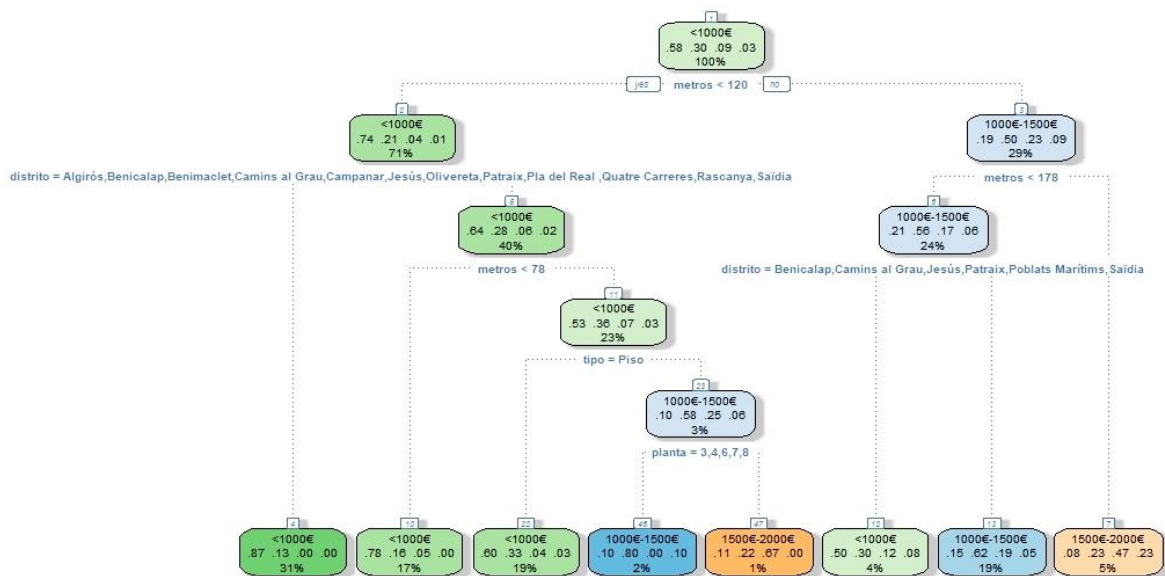 1
<1000€
.58 .30 .09 .03
100%
yes metros < 120 no
2
<1000€
.74 .21 .04 .01
71%
3
1000€-1500€
.19 .50 .23 .09
29%
distrito = Algirós,Benicalap,Benimaclet,Camins al Grau,Campanar,Jesús,Olivereta,Patraix,Pla del Real ,Quatre Carreres,Rascanya,Saïdia
metros < 178
5
<1000€
.64 .28 .06 .02
40%
6
1000€-1500€
.21 .56 .17 .06
24%
metros < 78
distrito = Benicalap,Camins al Grau,Jesús,Patraix,Poblats Marítims,Saïdia
11
<1000€
.53 .36 .07 .03
23%
tipo = Piso
23
1000€-1500€
.10 .58 .25 .06
3%
planta = 3,4,6,7,8
4
<1000€
.87 .13 .00 .00
31%
10
<1000€
.78 .16 .05 .00
17%
22
<1000€
.60 .33 .04 .03
19%
46
1000€-1500€
.10 .80 .00 .10
2%
47
1500€-2000€
.11 .22 .67 .00
1%
12
<1000€
.50 .30 .12 .08
4%
13
1000€-1500€
.15 .62 .19 .05
19%
7
1500€-2000€
.08 .23 .47 .23
5%